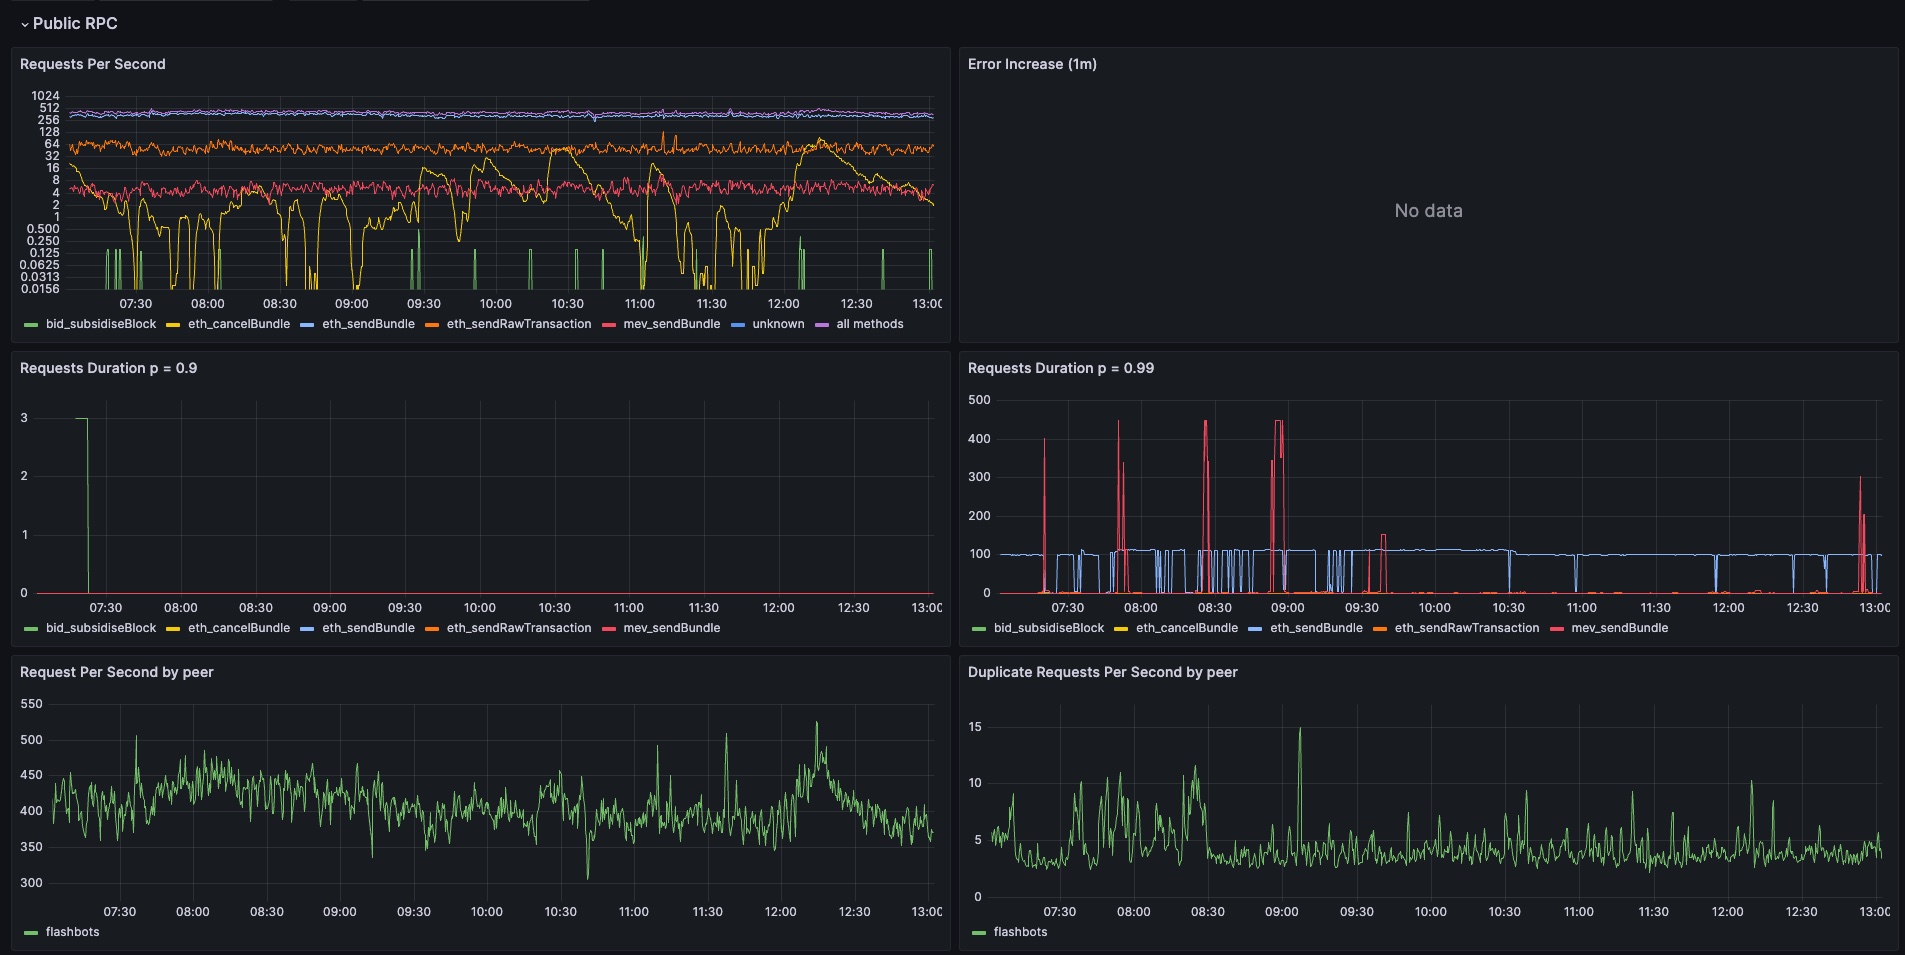 Public RPC
Requests Per Second
1024
512
256
128
64
32
16
8
4
2
1
0.500
0.250
0.125
0.0625
0.0313
0.0156
07:30 08:00 08:30 09:00 09:30 10:00 10:30 11:00 11:30 12:00 12:30 13:00
bid_subsidiseBlock eth_cancelBundle eth_sendBundle eth_sendRawTransaction mev_sendBundle unknown all methods
Error Increase (1m)
No data
Requests Duration p = 0.9
3
2
1
0
07:30 08:00 08:30 09:00 09:30 10:00 10:30 11:00 11:30 12:00 12:30 13:00
bid_subsidiseBlock eth_cancelBundle eth_sendBundle eth_sendRawTransaction mev_sendBundle
Requests Duration p = 0.99
500
400
300
200
100
0
07:30 08:00 08:30 09:00 09:30 10:00 10:30 11:00 11:30 12:00 12:30 13:00
bid_subsidiseBlock eth_cancelBundle eth_sendBundle eth_sendRawTransaction mev_sendBundle
Request Per Second by peer
550
500
450
400
350
300
07:30 08:00 08:30 09:00 09:30 10:00 10:30 11:00 11:30 12:00 12:30 13:00
flashbots
Duplicate Requests Per Second by peer
15
10
5
0
07:30 08:00 08:30 09:00 09:30 10:00 10:30 11:00 11:30 12:00 12:30 13:00
flashbots